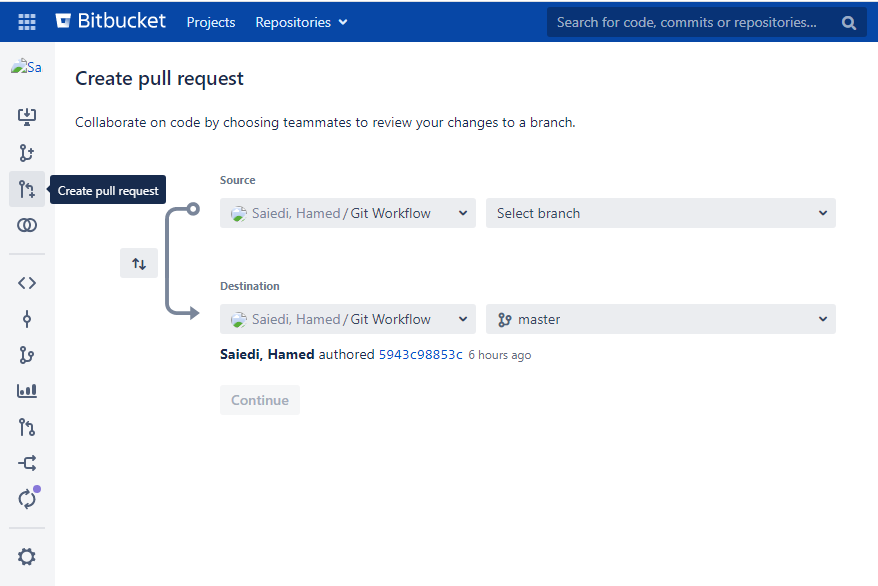 Bitbucket Projects Repositories Search for code, commits or repositories...
Sa
Create pull request
Collaborate on code by choosing teammates to review your changes to a branch.
Create pull request
Source
Saiedi, Hamed / Git Workflow Select branch
Destination
Saiedi, Hamed / Git Workflow master
Saiedi, Hamed authored 5943c98853c 6 hours ago
Continue